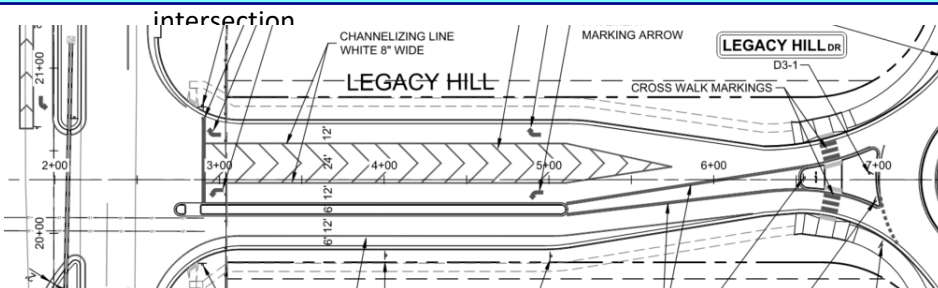 intersection
CHANNELIZING LINE
WHITE 8" WIDE
MARKING ARROW
LEGACY HILL DR
D3-1
LEGACY HILL
CROSS WALK MARKINGS
21+00
20+00
2+00
3+00
4+00
5+00
6+00
7+00
12'
24'
12'
6'
12'
6'